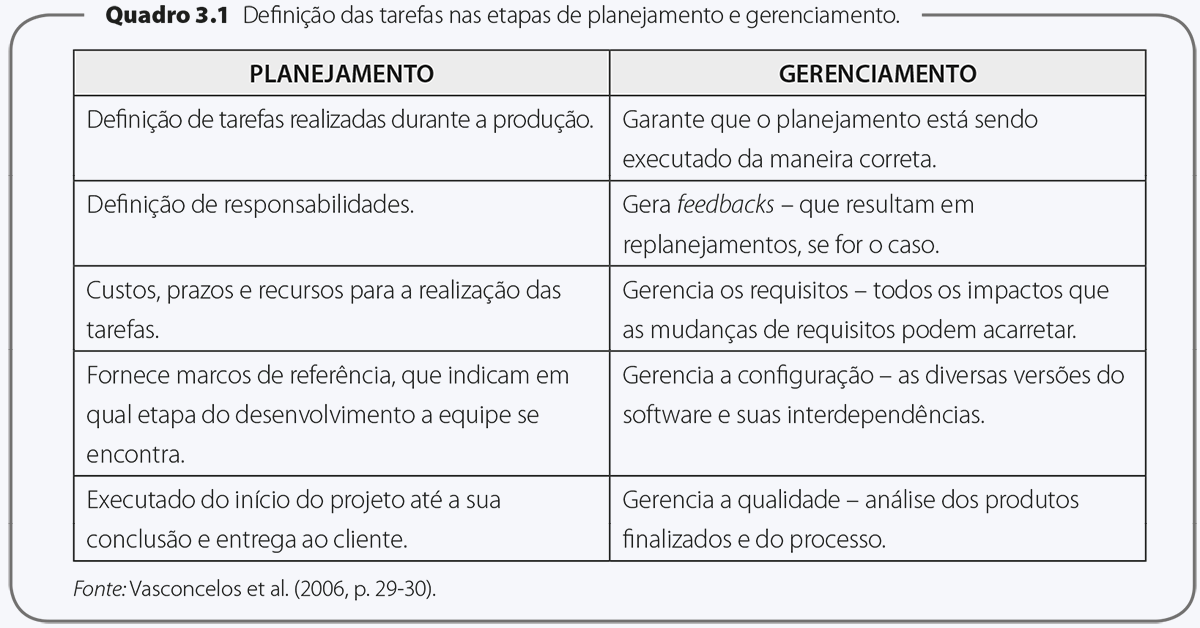 Quadro 3.1 Definição das tarefas nas etapas de planejamento e gerenciamento.
PLANEJAMENTO
GERENCIAMENTO
Definição de tarefas realizadas durante a produção.
Garante que o planejamento está sendo
executado da maneira correta.
Definição de responsabilidades.
Gera feedbacks – que resultam em
replanejamentos, se for o caso.
Custos, prazos e recursos para a realização das
tarefas.
Gerencia os requisitos – todos os impactos que
as mudanças de requisitos podem acarretar.
Fornece marcos de referência, que indicam em
qual etapa do desenvolvimento a equipe se
encontra.
Gerencia a configuração – as diversas versões do
software e suas interdependências.
Executado do início do projeto até a sua
conclusão e entrega ao cliente.
Gerencia a qualidade – análise dos produtos
finalizados e do processo.
Fonte: Vasconcelos et al. (2006, p. 29-30).